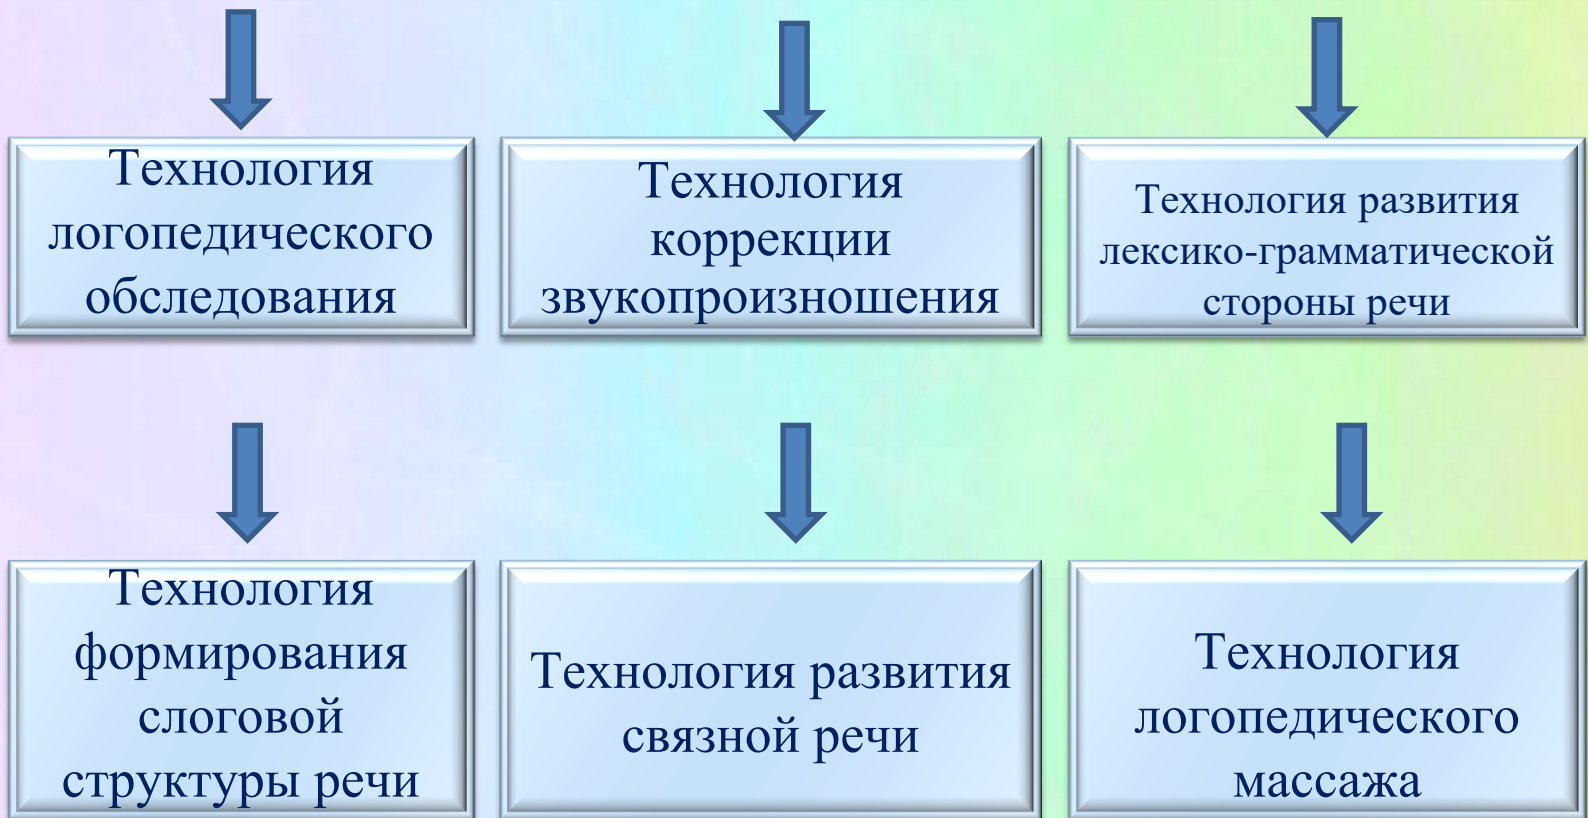 Технология
логопедического
обследования
Технология
коррекции
звукопроизношения
Технология развития
лексико-грамматической
стороны речи
Технология
формирования
слоговой
структуры речи
Технология развития
связной речи
Технология
логопедического
массажа